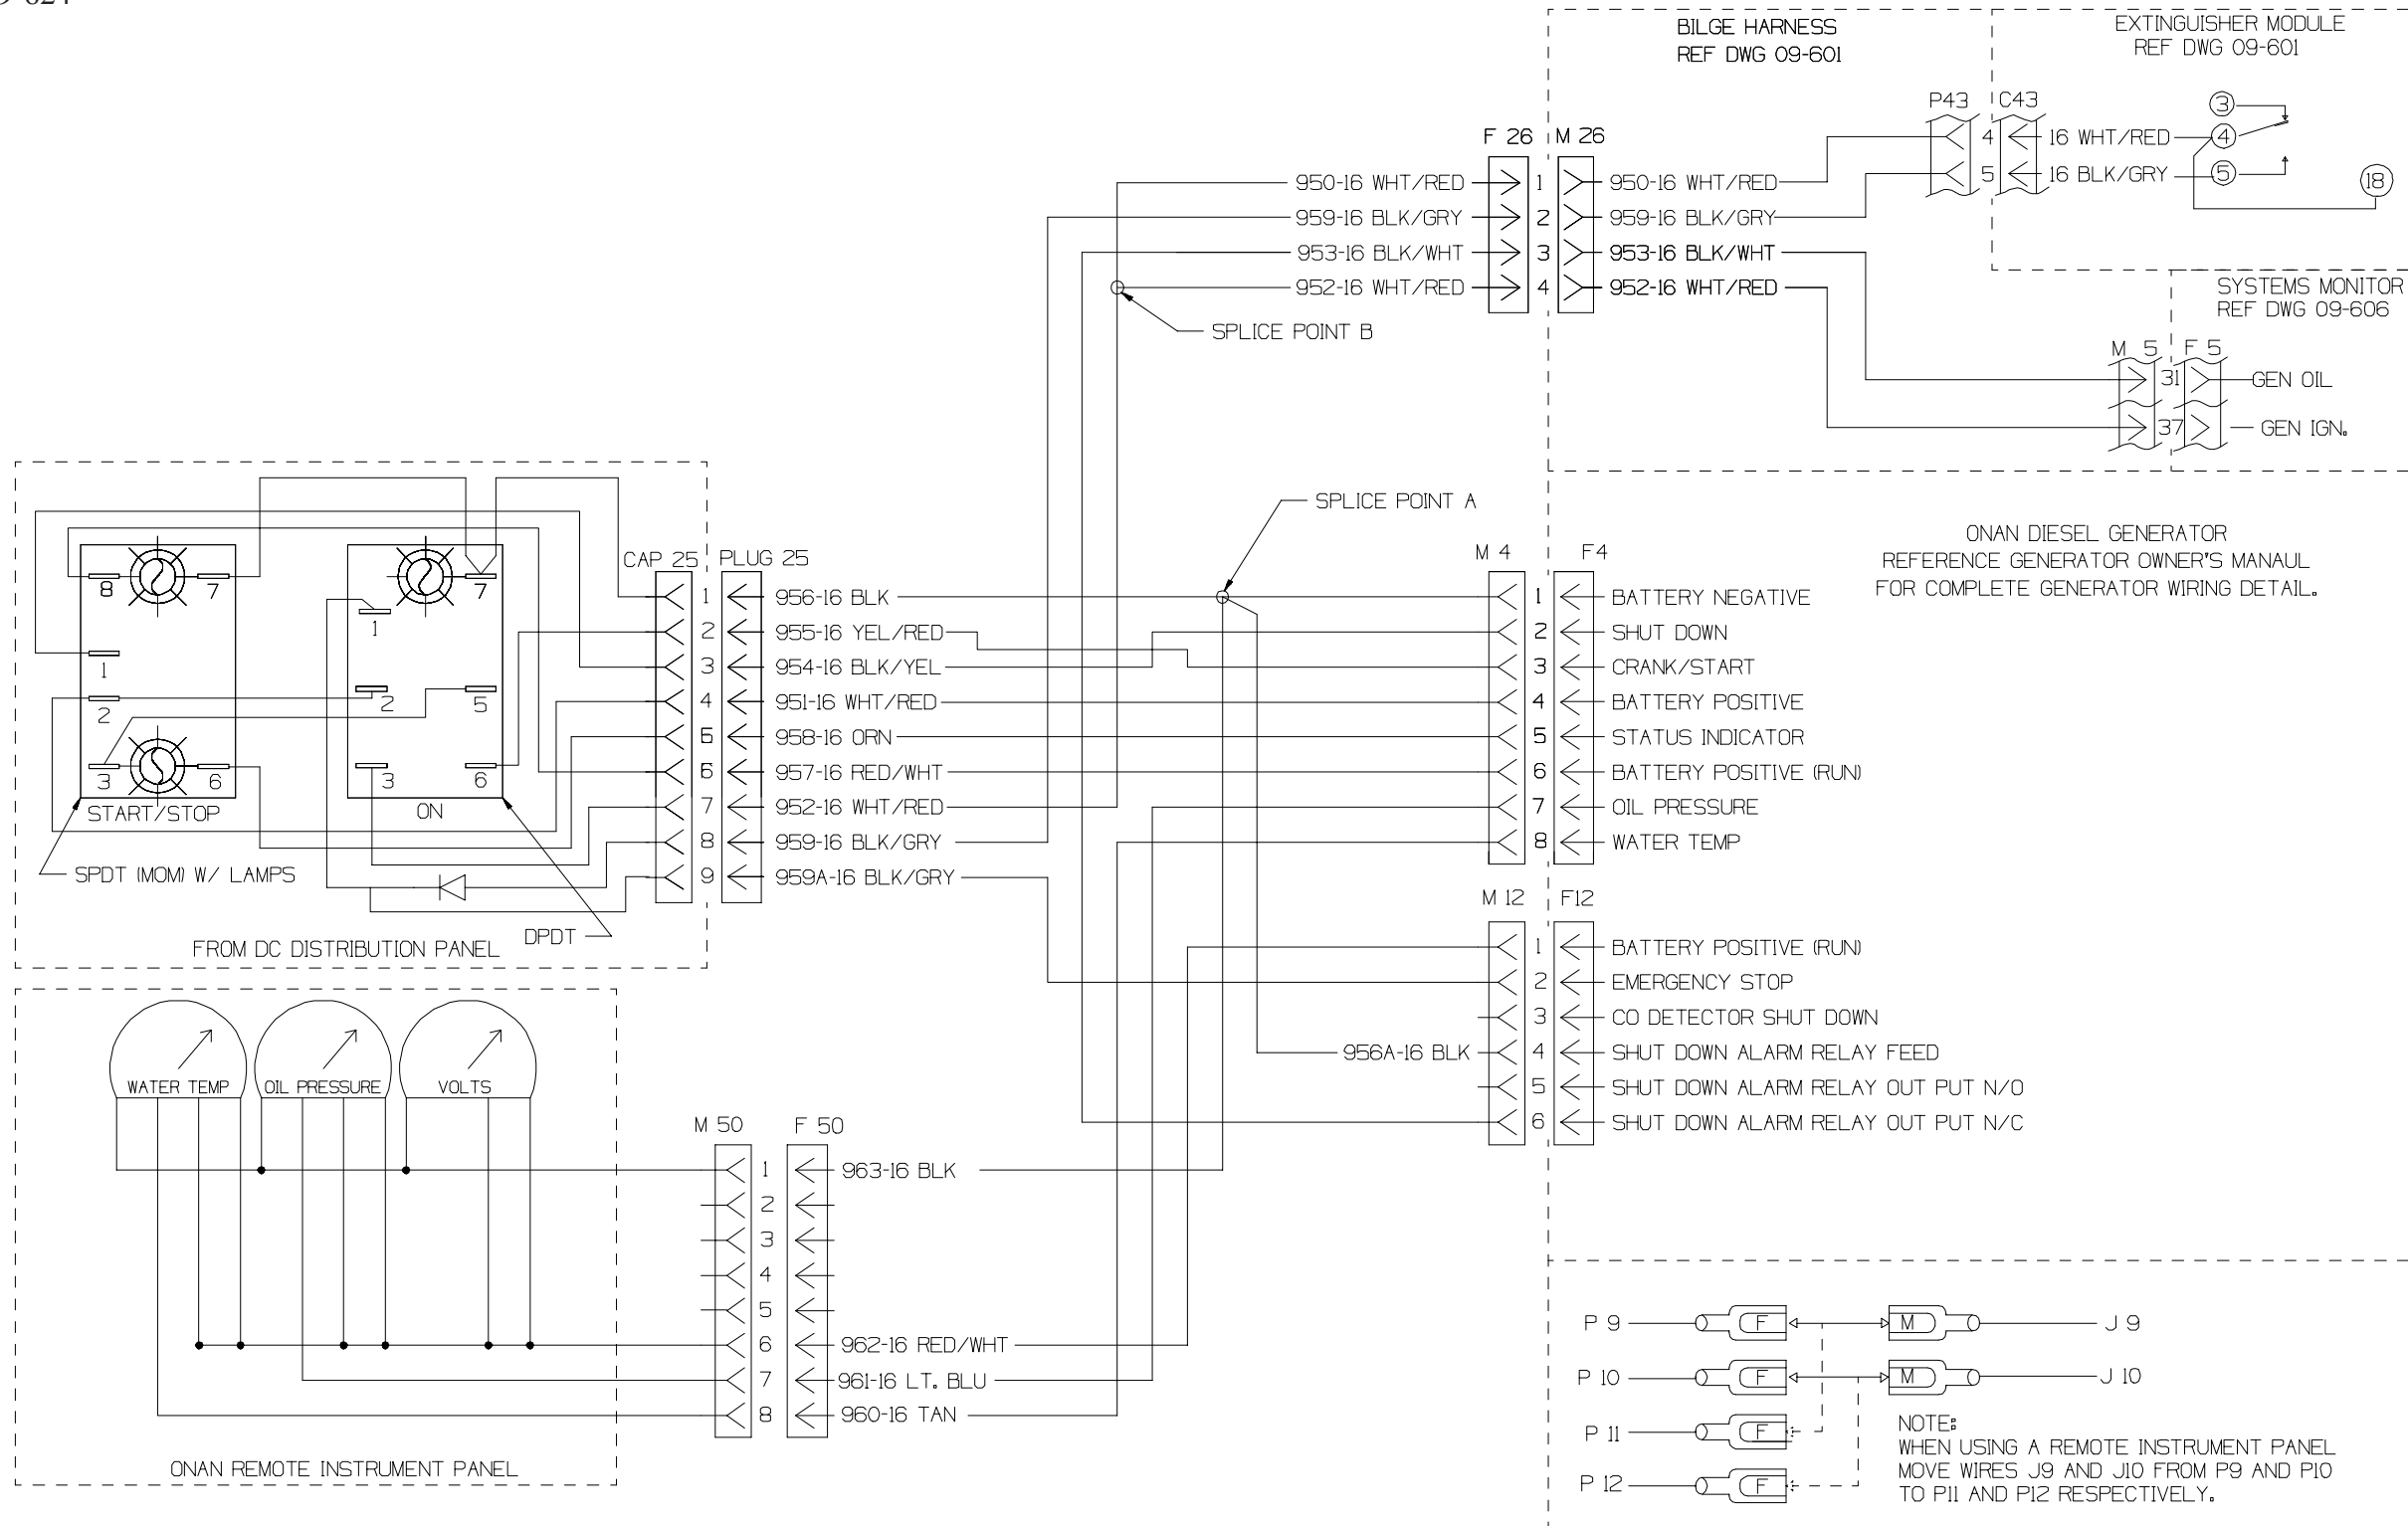 BILGE HARNESS
REF DWG 09-601
EXTINGUISHER MODULE
REF DWG 09-601
P43
C43
3
4
16 WHT/RED
4
5
16 BLK/GRY
5
18
F 26
M 26
950-16 WHT/RED
1
950-16 WHT/RED
959-16 BLK/GRY
2
959-16 BLK/GRY
953-16 BLK/WHT
3
953-16 BLK/WHT
952-16 WHT/RED
4
952-16 WHT/RED
SPLICE POINT B
SYSTEMS MONITOR
REF DWG 09-606
M 5
F 5
31
GEN OIL
37
GEN IGN.
SPLICE POINT A
ONAN DIESEL GENERATOR
REFERENCE GENERATOR OWNER'S MANAUL
FOR COMPLETE GENERATOR WIRING DETAIL.
8
7
1
2
3
6
START/STOP
7
1
2
5
3
6
ON
SPDT (MOM) W/ LAMPS
DPDT
FROM DC DISTRIBUTION PANEL
CAP 25
PLUG 25
1
956-16 BLK
2
955-16 YEL/RED
3
954-16 BLK/YEL
4
951-16 WHT/RED
5
958-16 ORN
6
957-16 RED/WHT
7
952-16 WHT/RED
8
959-16 BLK/GRY
9
959A-16 BLK/GRY
M 4
F4
1
BATTERY NEGATIVE
2
SHUT DOWN
3
CRANK/START
4
BATTERY POSITIVE
5
STATUS INDICATOR
6
BATTERY POSITIVE (RUN)
7
OIL PRESSURE
8
WATER TEMP
M 12
F12
1
BATTERY POSITIVE (RUN)
2
EMERGENCY STOP
3
CO DETECTOR SHUT DOWN
956A-16 BLK
4
SHUT DOWN ALARM RELAY FEED
5
SHUT DOWN ALARM RELAY OUT PUT N/O
6
SHUT DOWN ALARM RELAY OUT PUT N/C
WATER TEMP
OIL PRESSURE
VOLTS
ONAN REMOTE INSTRUMENT PANEL
M 50
F 50
1
963-16 BLK
2
3
4
5
6
962-16 RED/WHT
7
961-16 LT. BLU
8
960-16 TAN
P 9
F
M
J 9
P 10
F
M
J 10
P 11
F
P 12
F
NOTE:
WHEN USING A REMOTE INSTRUMENT PANEL
MOVE WIRES J9 AND J10 FROM P9 AND P10
TO P11 AND P12 RESPECTIVELY.